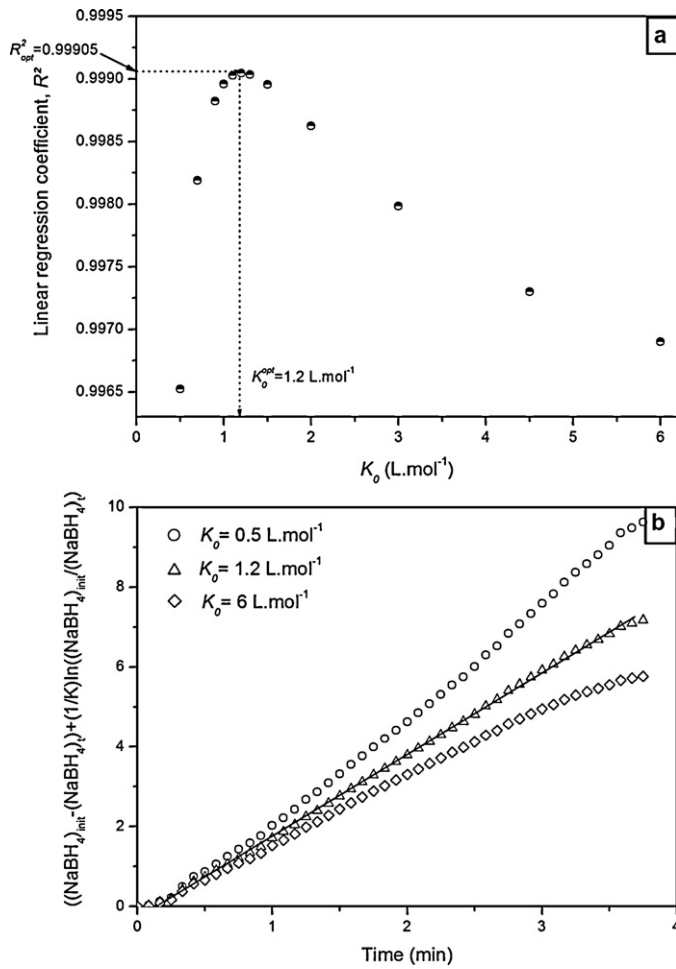 a
0.9995
R²opt=0.99905
0.9990
0.9985
0.9980
0.9975
0.9970
0.9965
Linear regression coefficient, R²
K₀ᵒᵖᵗ=1.2 L.mol⁻¹
0 1 2 3 4 5 6
K₀ (L.mol⁻¹)
b
10
8
6
4
2
0
((NaBH₄)init-(NaBH₄)t)+(1/K)ln((NaBH₄)init/(NaBH₄)t)
K₀= 0.5 L.mol⁻¹
K₀= 1.2 L.mol⁻¹
K₀= 6 L.mol⁻¹
0 1 2 3 4
Time (min)